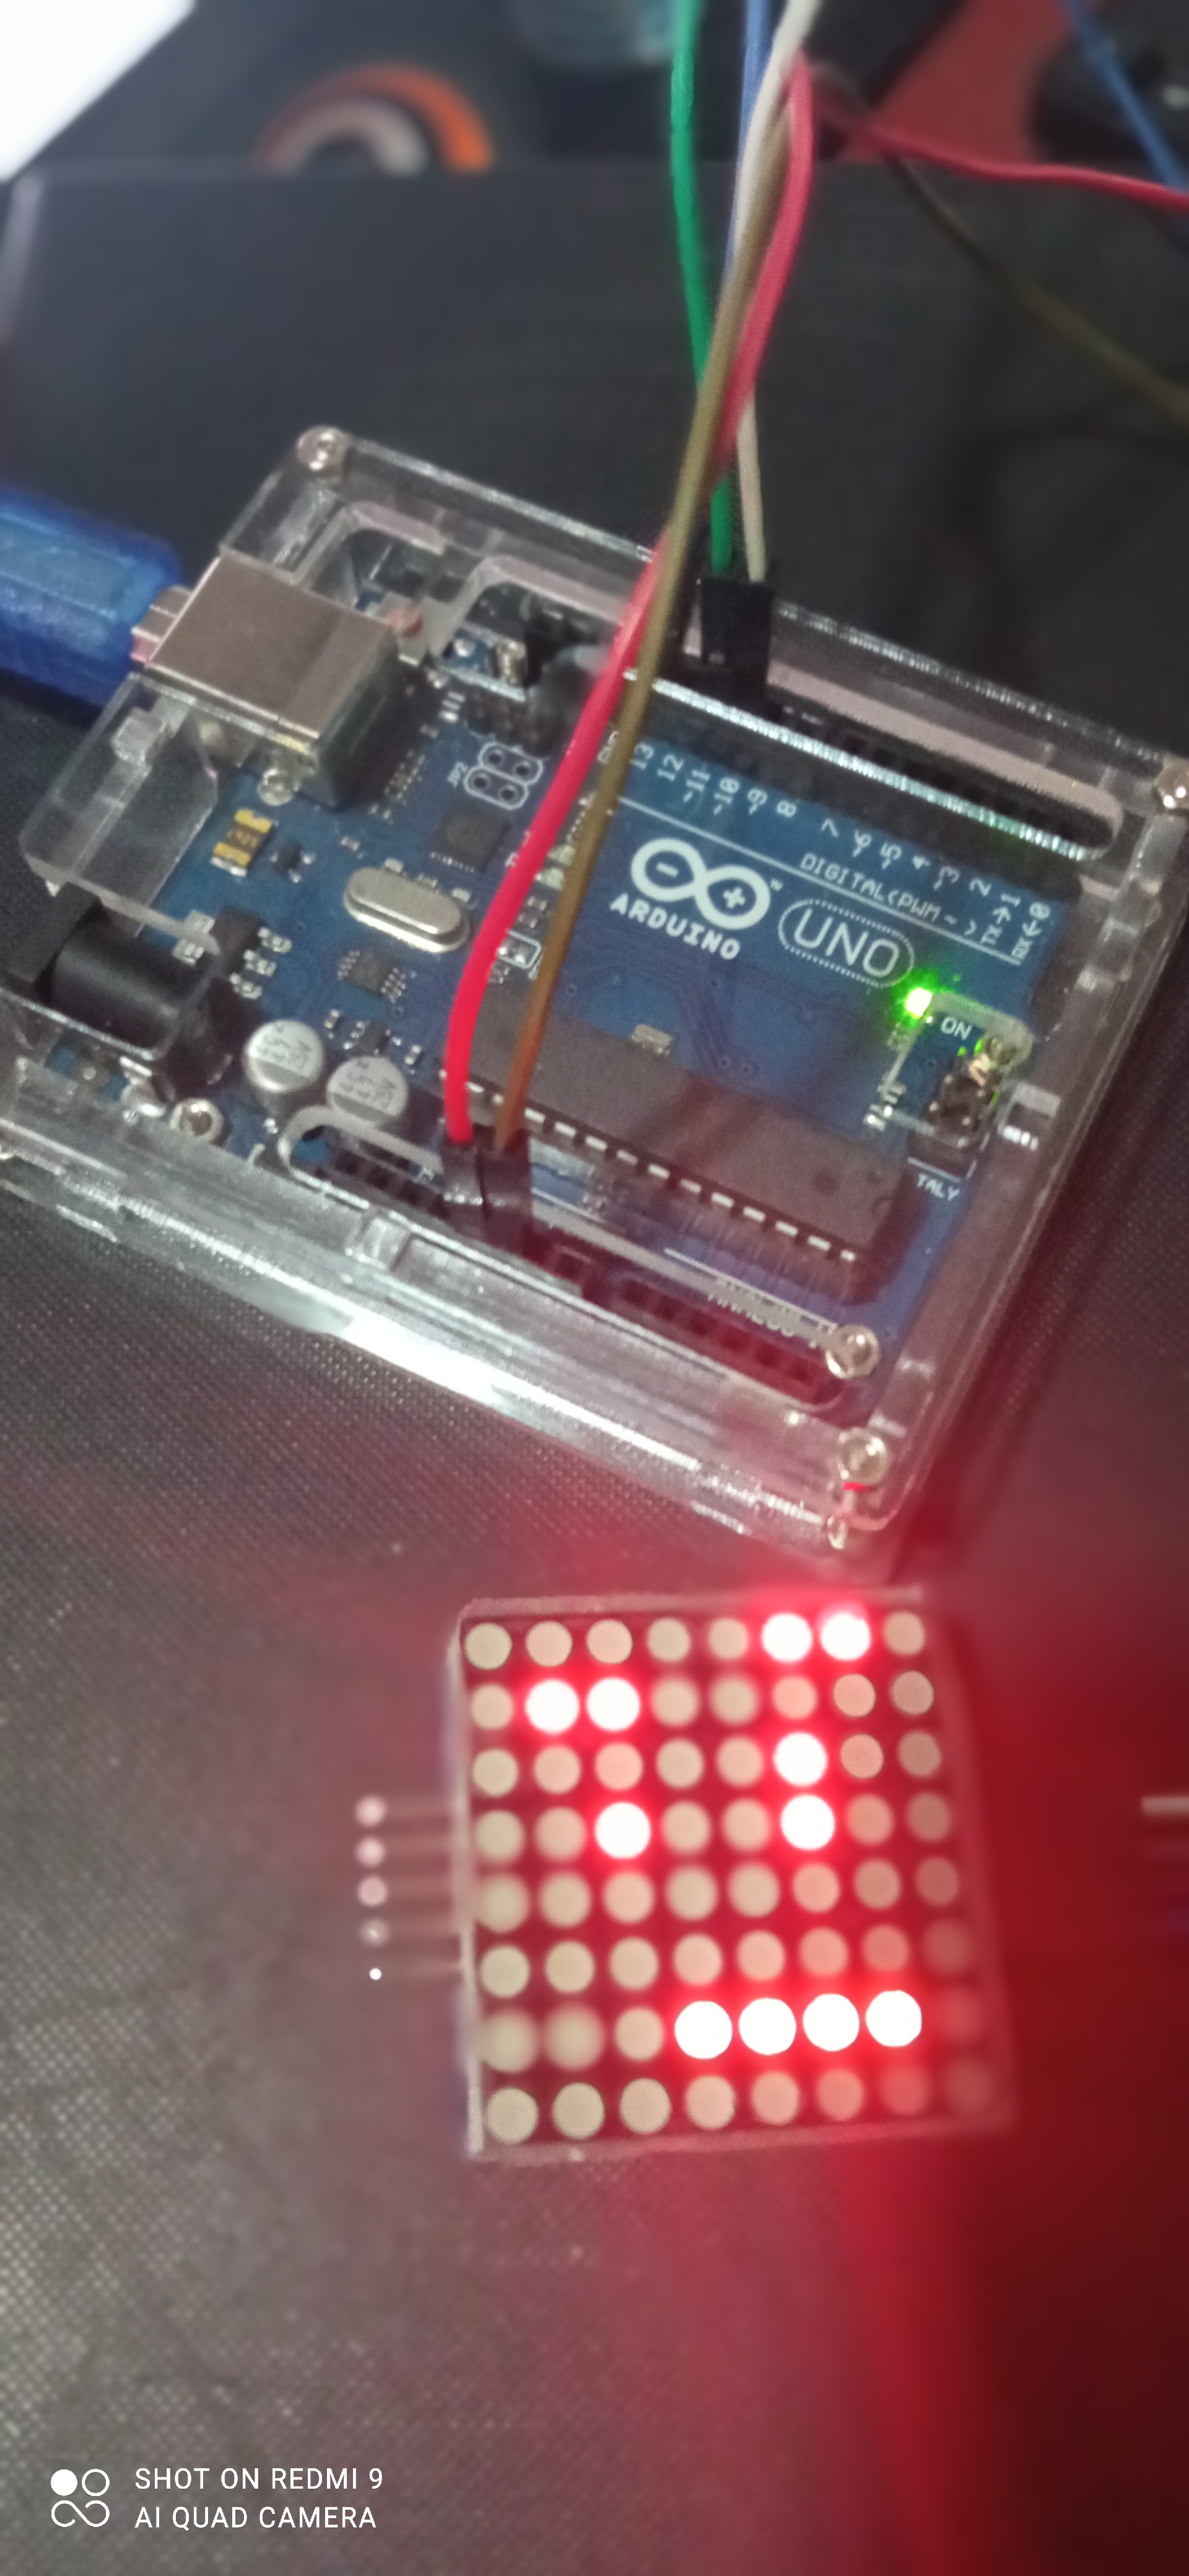 13
12
~11
~10
~9
8
7
~6
~5
4
~3
2
TX→1
RX←0
DIGITAL(PWM ~)
ARDUINO
UNO
ON
ITALY
SHOT ON REDMI 9
AI QUAD CAMERA